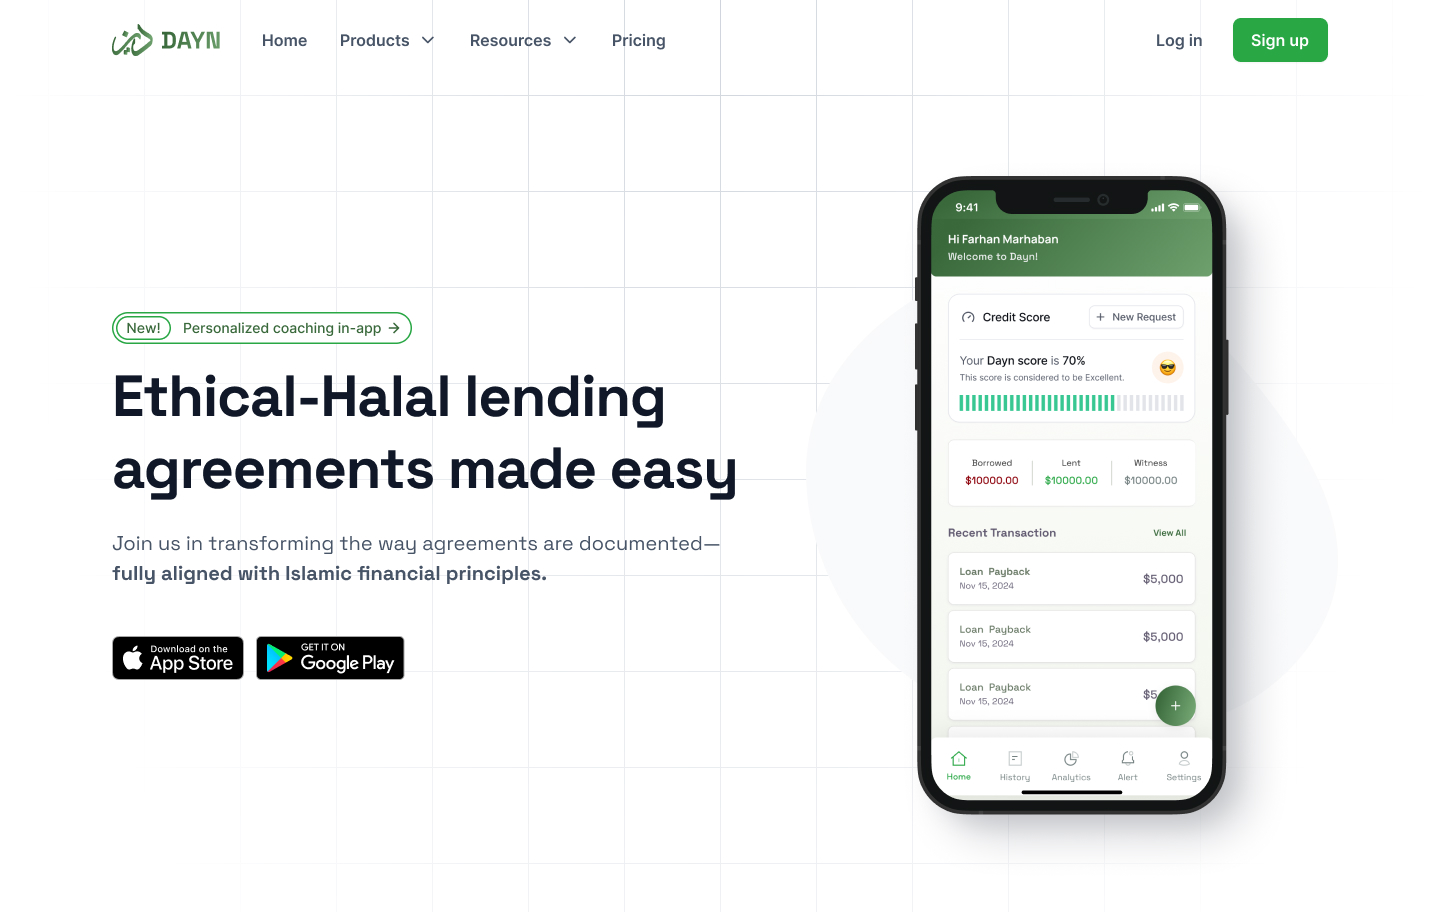 DAYN
Home
Products
Resources
Pricing
Log in
Sign up
New!
Personalized coaching in-app →
Ethical-Halal lending
agreements made easy
Join us in transforming the way agreements are documented—
fully aligned with Islamic financial principles.
Download on the
App Store
GET IT ON
Google Play
9:41
Hi Farhan Marhaban
Welcome to Dayn!
Credit Score
+ New Request
Your Dayn score is 70%
This score is considered to be Excellent.
Borrowed
Lent
Witness
$10000.00
$10000.00
$10000.00
Recent Transaction
View All
Loan Payback
$5,000
Nov 15, 2024
Loan Payback
$5,000
Nov 15, 2024
Loan Payback
$5
Nov 15, 2024
+
Home
History
Analytics
Alert
Settings